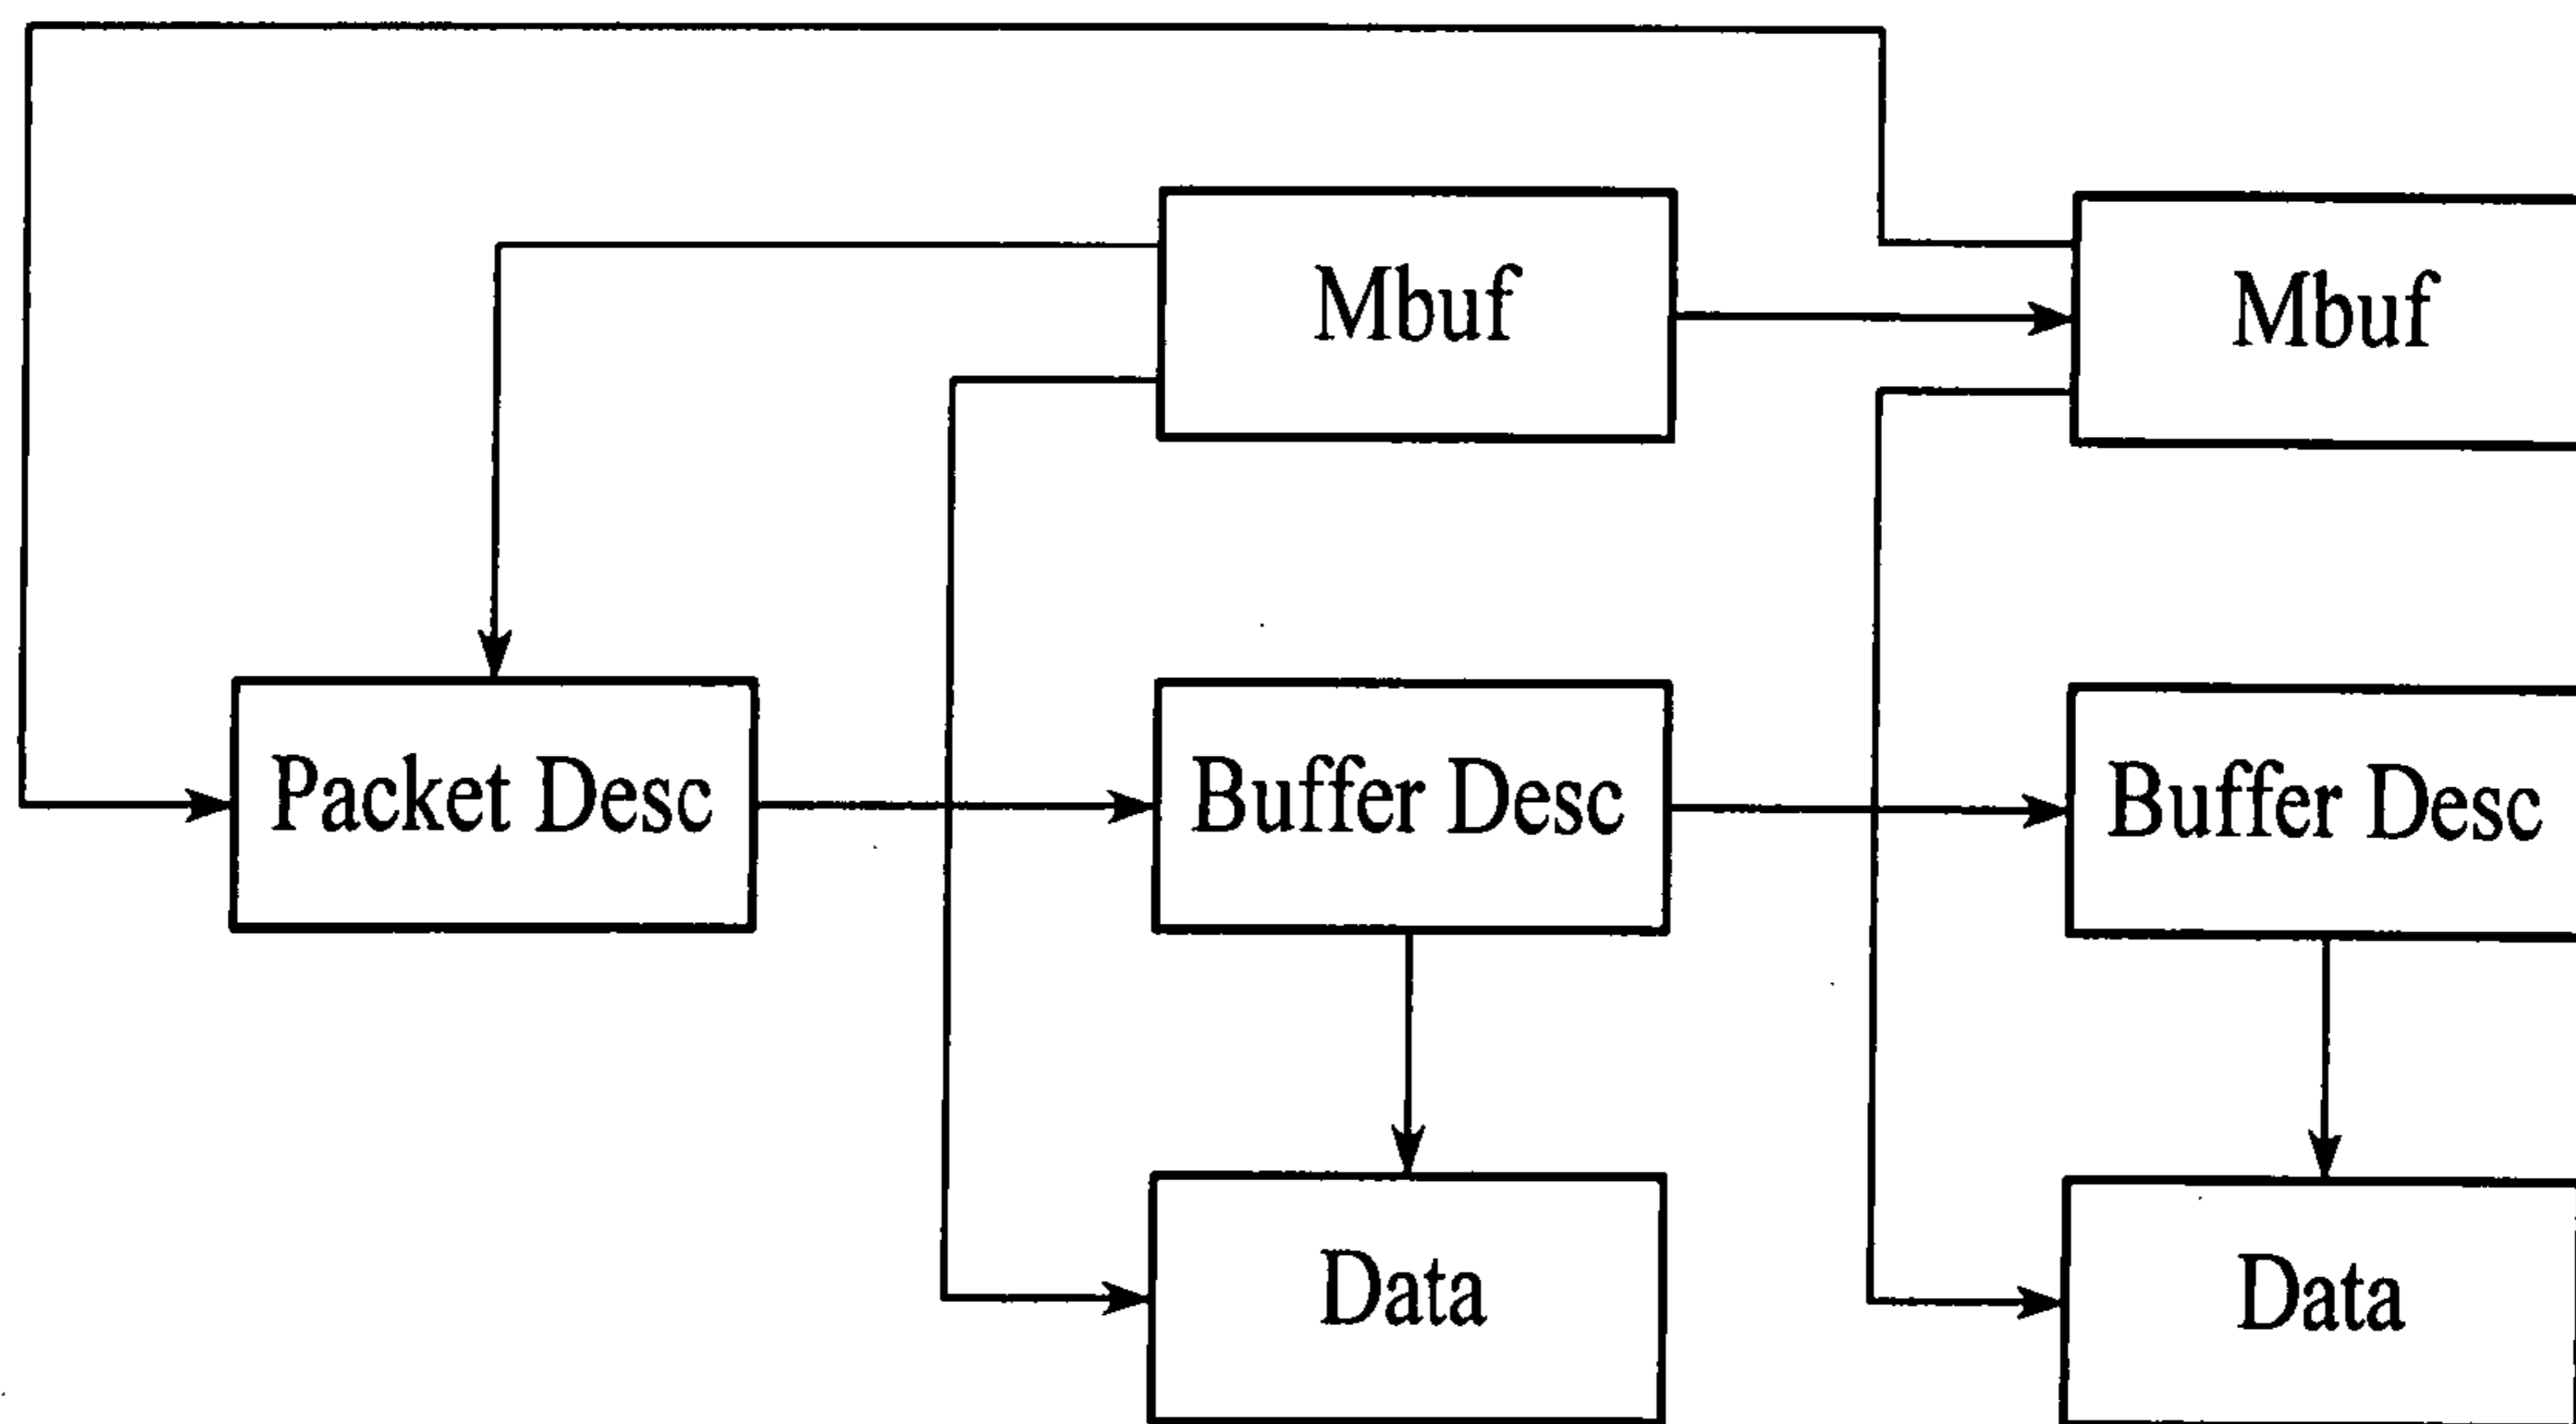 Mbuf
Mbuf
Packet Desc
Buffer Desc
Buffer Desc
Data
Data